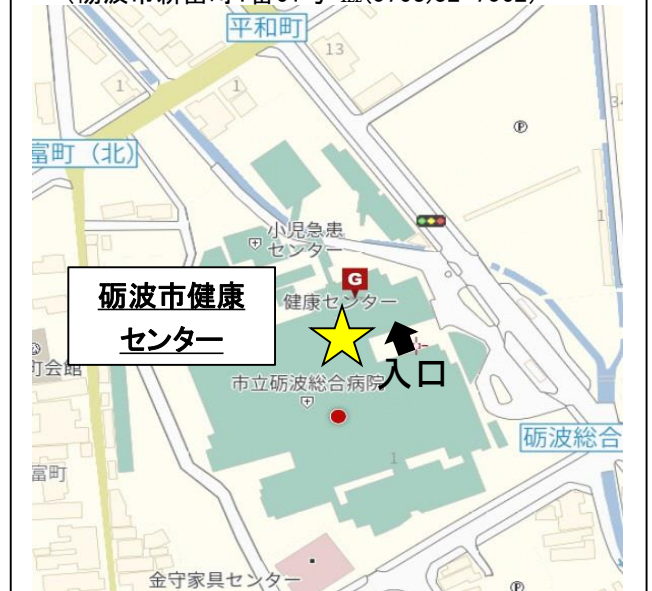 平和町
13
1
1
富町（北）
小児急患
センター
G
健康センター
砺波市健康
センター
入口
市立砺波総合病院
町会館
砺波総合
富町
1
1
金守家具センター
P
P